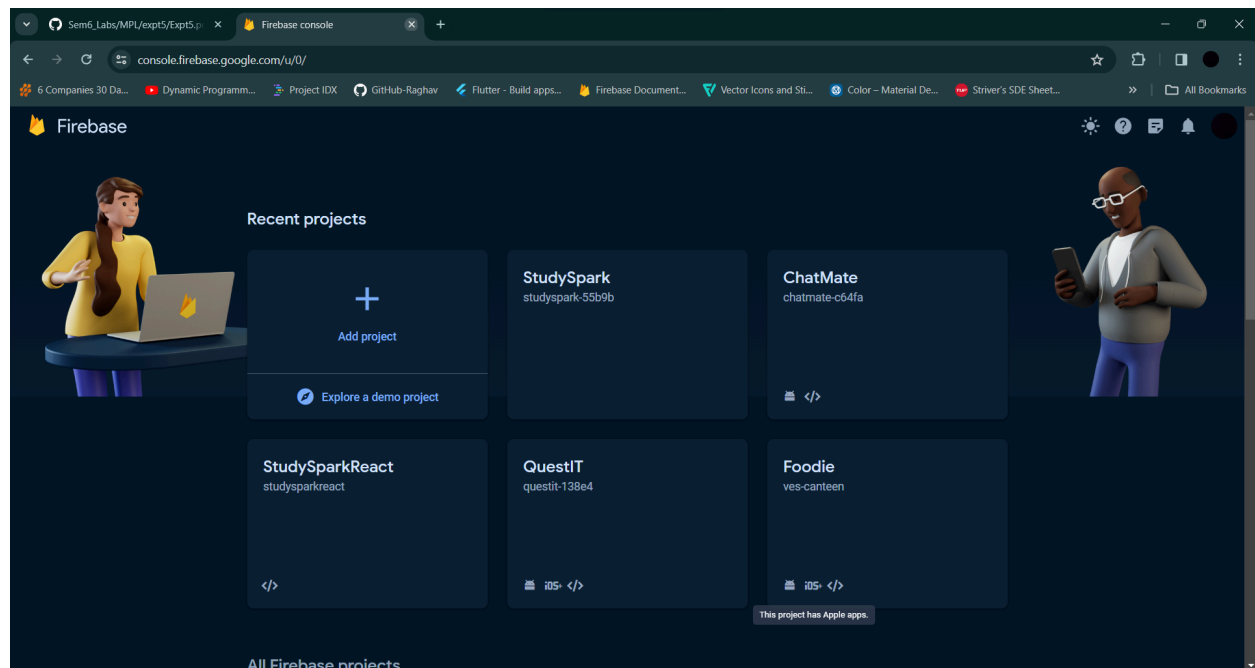 Sem6_Labs/MPL/expt5/Expt5.p
Firebase console
console.firebase.google.com/u/0/
6 Companies 30 Da...
Dynamic Programm...
Project IDX
GitHub-Raghav
Flutter - Build apps...
Firebase Document...
Vector Icons and Sti...
Color – Material De...
TUF
Striver's SDE Sheet...
All Bookmarks
Firebase
Recent projects
Add project
Explore a demo project
StudySpark
studyspark-55b9b
ChatMate
chatmate-c64fa
StudySparkReact
studysparkreact
QuestIT
questit-138e4
iOS+
Foodie
ves-canteen
iOS+
This project has Apple apps.
All Firebase projects